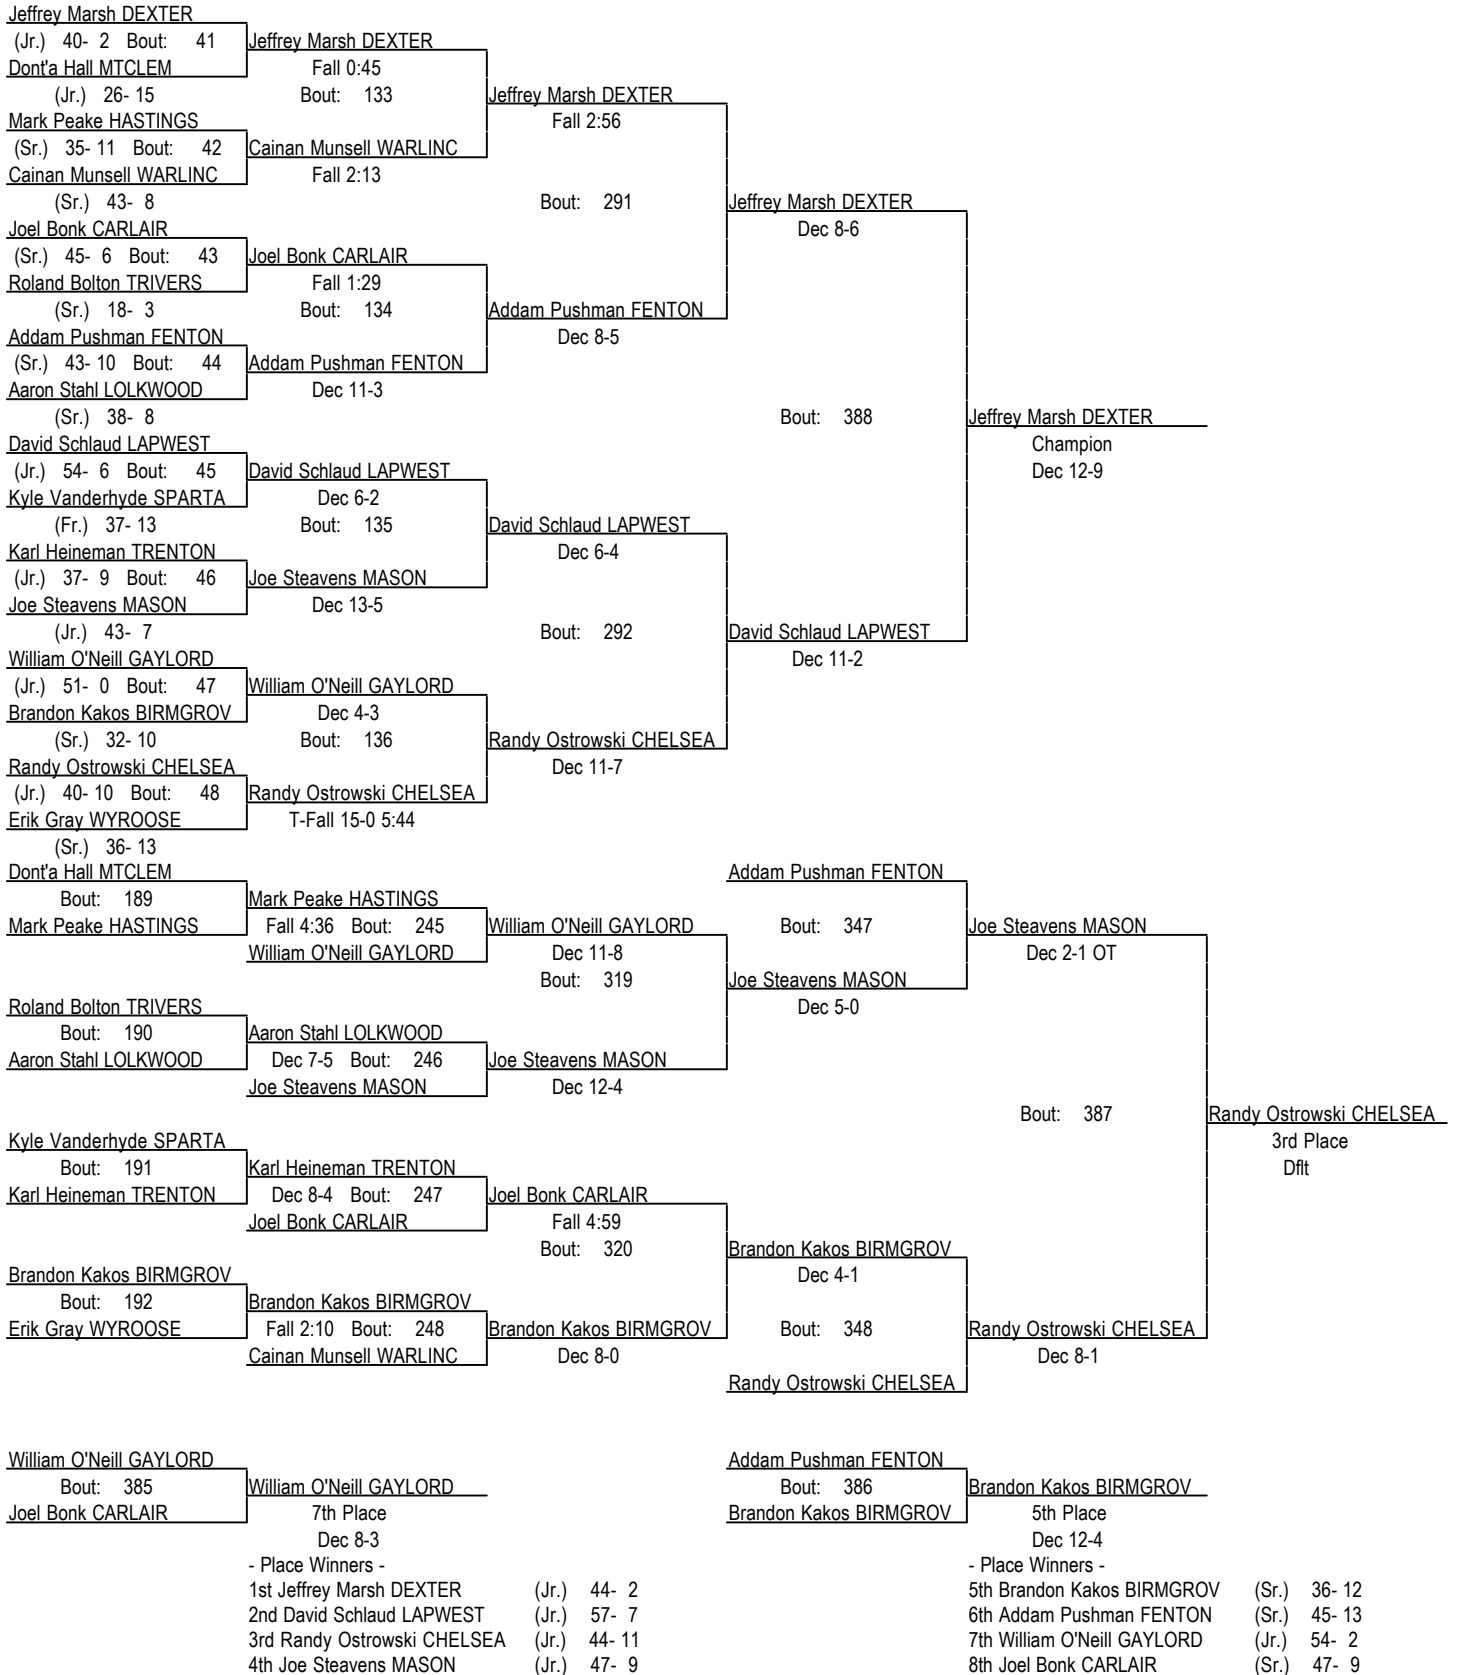 Jeffrey Marsh DEXTER
(Jr.) 40- 2 Bout: 41 Jeffrey Marsh DEXTER
Dont'a Hall MTCLEM Fall 0:45
(Jr.) 26- 15 Bout: 133 Jeffrey Marsh DEXTER
Mark Peake HASTINGS Fall 2:56
(Sr.) 35- 11 Bout: 42 Cainan Munsell WARLINC
Cainan Munsell WARLINC Fall 2:13
(Sr.) 43- 8 Bout: 291 Jeffrey Marsh DEXTER
Joel Bonk CARLAIR Dec 8-6
(Sr.) 45- 6 Bout: 43 Joel Bonk CARLAIR
Roland Bolton TRIVERS Fall 1:29
(Sr.) 18- 3 Bout: 134 Addam Pushman FENTON
Addam Pushman FENTON Dec 8-5
(Sr.) 43- 10 Bout: 44 Addam Pushman FENTON
Aaron Stahl LOLKWOOD Dec 11-3
(Sr.) 38- 8 Bout: 388 Jeffrey Marsh DEXTER
David Schlaud LAPWEST Champion
(Jr.) 54- 6 Bout: 45 David Schlaud LAPWEST Dec 12-9
Kyle Vanderhyde SPARTA Dec 6-2
(Fr.) 37- 13 Bout: 135 David Schlaud LAPWEST
Karl Heineman TRENTON Dec 6-4
(Jr.) 37- 9 Bout: 46 Joe Steavens MASON
Joe Steavens MASON Dec 13-5
(Jr.) 43- 7 Bout: 292 David Schlaud LAPWEST
William O'Neill GAYLORD Dec 11-2
(Jr.) 51- 0 Bout: 47 William O'Neill GAYLORD
Brandon Kakos BIRMGROV Dec 4-3
(Sr.) 32- 10 Bout: 136 Randy Ostrowski CHELSEA
Randy Ostrowski CHELSEA Dec 11-7
(Jr.) 40- 10 Bout: 48 Randy Ostrowski CHELSEA
Erik Gray WYROOSE T-Fall 15-0 5:44
(Sr.) 36- 13
Dont'a Hall MTCLEM Addam Pushman FENTON
Bout: 189 Mark Peake HASTINGS
Mark Peake HASTINGS Fall 4:36 Bout: 245 William O'Neill GAYLORD Bout: 347 Joe Steavens MASON
William O'Neill GAYLORD Dec 11-8 Dec 2-1 OT
Bout: 319 Joe Steavens MASON
Roland Bolton TRIVERS Dec 5-0
Bout: 190 Aaron Stahl LOLKWOOD
Aaron Stahl LOLKWOOD Dec 7-5 Bout: 246 Joe Steavens MASON
Joe Steavens MASON Dec 12-4
Bout: 387 Randy Ostrowski CHELSEA
Kyle Vanderhyde SPARTA 3rd Place
Bout: 191 Karl Heineman TRENTON Dflt
Karl Heineman TRENTON Dec 8-4 Bout: 247 Joel Bonk CARLAIR
Joel Bonk CARLAIR Fall 4:59
Bout: 320 Brandon Kakos BIRMGROV
Brandon Kakos BIRMGROV Dec 4-1
Bout: 192 Brandon Kakos BIRMGROV
Erik Gray WYROOSE Fall 2:10 Bout: 248 Brandon Kakos BIRMGROV Bout: 348 Randy Ostrowski CHELSEA
Cainan Munsell WARLINC Dec 8-0 Dec 8-1
Randy Ostrowski CHELSEA
William O'Neill GAYLORD Addam Pushman FENTON
Bout: 385 William O'Neill GAYLORD Bout: 386 Brandon Kakos BIRMGROV
Joel Bonk CARLAIR 7th Place Brandon Kakos BIRMGROV 5th Place
Dec 8-3 Dec 12-4
- Place Winners - - Place Winners -
1st Jeffrey Marsh DEXTER (Jr.) 44- 2 5th Brandon Kakos BIRMGROV (Sr.) 36- 12
2nd David Schlaud LAPWEST (Jr.) 57- 7 6th Addam Pushman FENTON (Sr.) 45- 13
3rd Randy Ostrowski CHELSEA (Jr.) 44- 11 7th William O'Neill GAYLORD (Jr.) 54- 2
4th Joe Steavens MASON (Jr.) 47- 9 8th Joel Bonk CARLAIR (Sr.) 47- 9